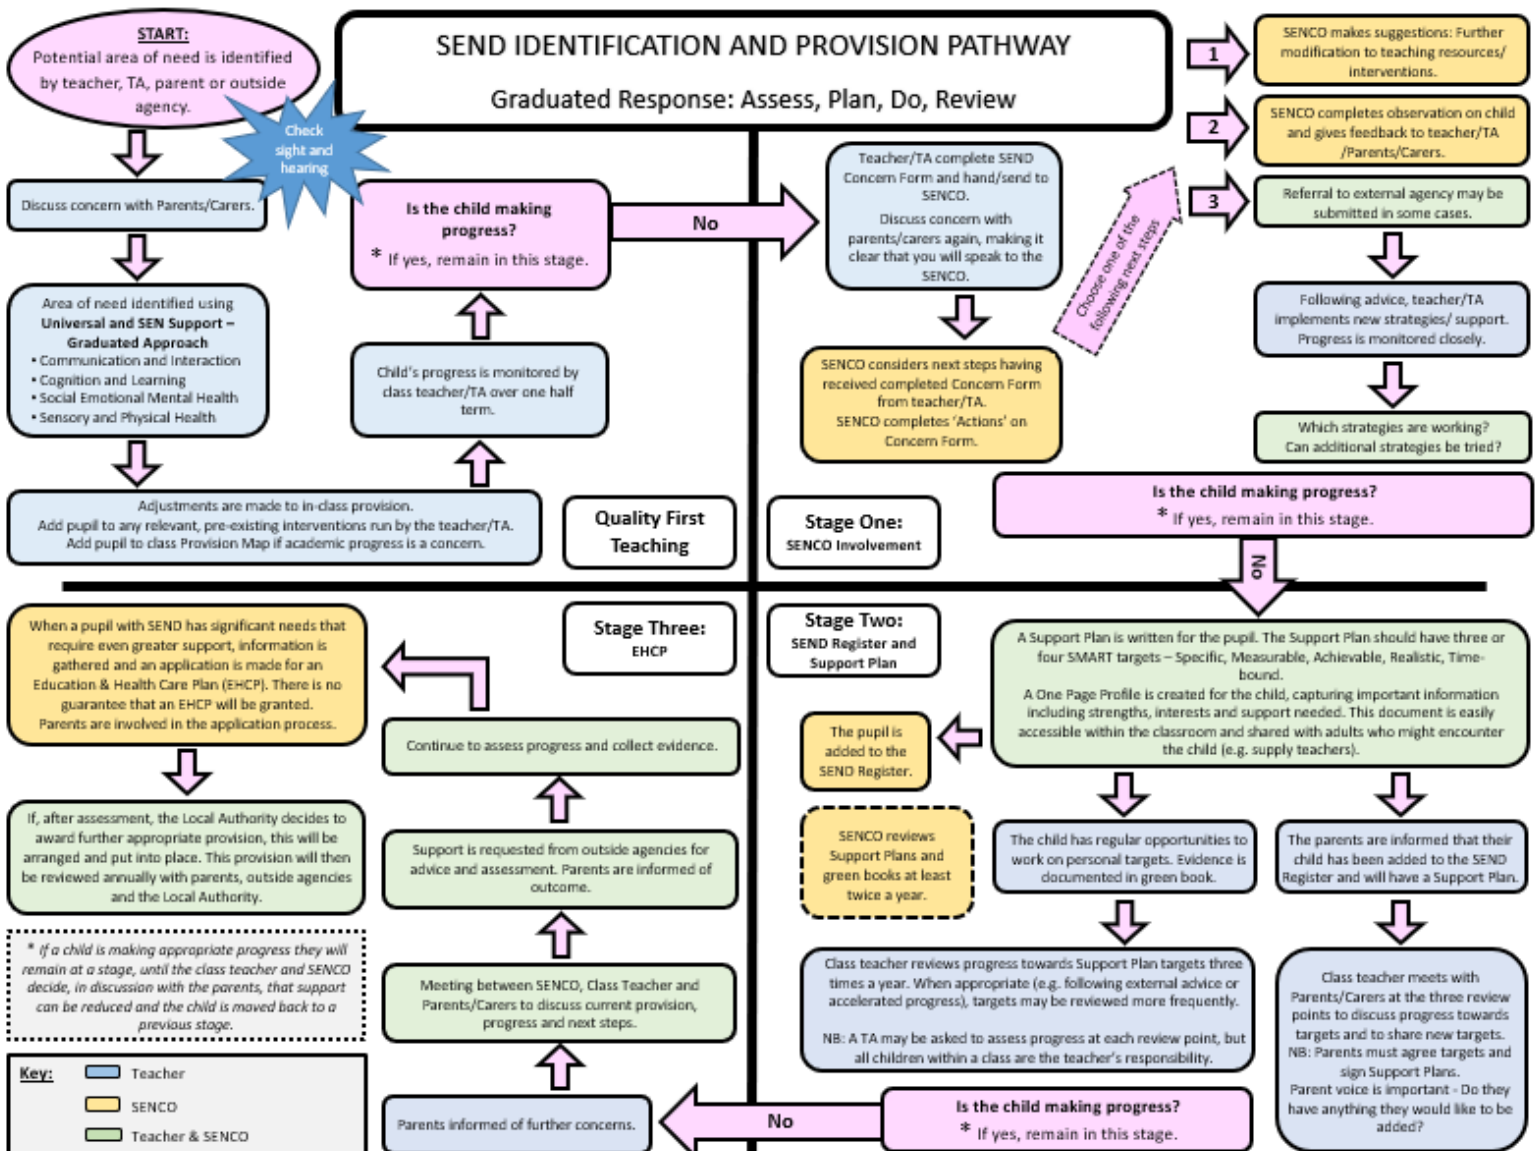 START:
Potential area of need is identified
by teacher, TA, parent or outside
agency.
Check
sight and
hearing
SEND IDENTIFICATION AND PROVISION PATHWAY
Graduated Response: Assess, Plan, Do, Review
Discuss concern with Parents/Carers.
Area of need identified using
Universal and SEN Support –
Graduated Approach
• Communication and Interaction
• Cognition and Learning
• Social Emotional Mental Health
• Sensory and Physical Health
Adjustments are made to in-class provision.
Add pupil to any relevant, pre-existing interventions run by the teacher/TA.
Add pupil to class Provision Map if academic progress is a concern.
Child's progress is monitored by
class teacher/TA over one half
term.
Is the child making
progress?
* If yes, remain in this stage.
No
Quality First
Teaching
Teacher/TA complete SEND
Concern Form and hand/send to
SENCO.
Discuss concern with
parents/carers again, making it
clear that you will speak to the
SENCO.
SENCO considers next steps having
received completed Concern Form
from teacher/TA.
SENCO completes 'Actions' on
Concern Form.
Choose one of the
following next steps
1
SENCO makes suggestions: Further
modification to teaching resources/
interventions.
2
SENCO completes observation on child
and gives feedback to teacher/TA
/Parents/Carers.
3
Referral to external agency may be
submitted in some cases.
Following advice, teacher/TA
implements new strategies/ support.
Progress is monitored closely.
Which strategies are working?
Can additional strategies be tried?
Stage One:
SENCO Involvement
Is the child making progress?
* If yes, remain in this stage.
No
Stage Two:
SEND Register and
Support Plan
A Support Plan is written for the pupil. The Support Plan should have three or
four SMART targets – Specific, Measurable, Achievable, Realistic, Time-
bound.
A One Page Profile is created for the child, capturing important information
including strengths, interests and support needed. This document is easily
accessible within the classroom and shared with adults who might encounter
the child (e.g. supply teachers).
The pupil is
added to the
SEND Register.
SENCO reviews
Support Plans and
green books at least
twice a year.
The child has regular opportunities to
work on personal targets. Evidence is
documented in green book.
The parents are informed that their
child has been added to the SEND
Register and will have a Support Plan.
Class teacher reviews progress towards Support Plan targets three
times a year. When appropriate (e.g. following external advice or
accelerated progress), targets may be reviewed more frequently.
NB: A TA may be asked to assess progress at each review point, but
all children within a class are the teacher's responsibility.
Class teacher meets with
Parents/Carers at the three review
points to discuss progress towards
targets and to share new targets.
NB: Parents must agree targets and
sign Support Plans.
Parent voice is important - Do they
have anything they would like to be
added?
Is the child making progress?
* If yes, remain in this stage.
No
Stage Three:
EHCP
Parents informed of further concerns.
Meeting between SENCO, Class Teacher and
Parents/Carers to discuss current provision,
progress and next steps.
Support is requested from outside agencies for
advice and assessment. Parents are informed of
outcome.
Continue to assess progress and collect evidence.
When a pupil with SEND has significant needs that
require even greater support, information is
gathered and an application is made for an
Education & Health Care Plan (EHCP). There is no
guarantee that an EHCP will be granted.
Parents are involved in the application process.
If, after assessment, the Local Authority decides to
award further appropriate provision, this will be
arranged and put into place. This provision will then
be reviewed annually with parents, outside agencies
and the Local Authority.
* If a child is making appropriate progress they will
remain at a stage, until the class teacher and SENCO
decide, in discussion with the parents, that support
can be reduced and the child is moved back to a
previous stage.
Key:
Teacher
SENCO
Teacher & SENCO